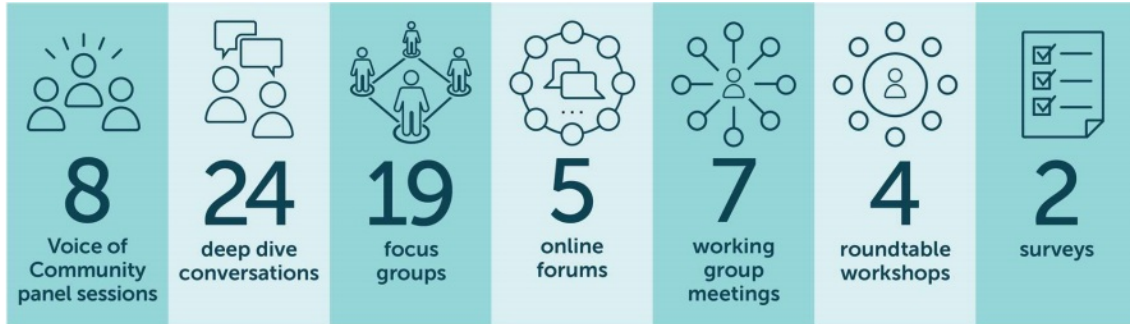 8
Voice of
Community
panel sessions
24
deep dive
conversations
19
focus
groups
5
online
forums
7
working
group
meetings
4
roundtable
workshops
2
surveys